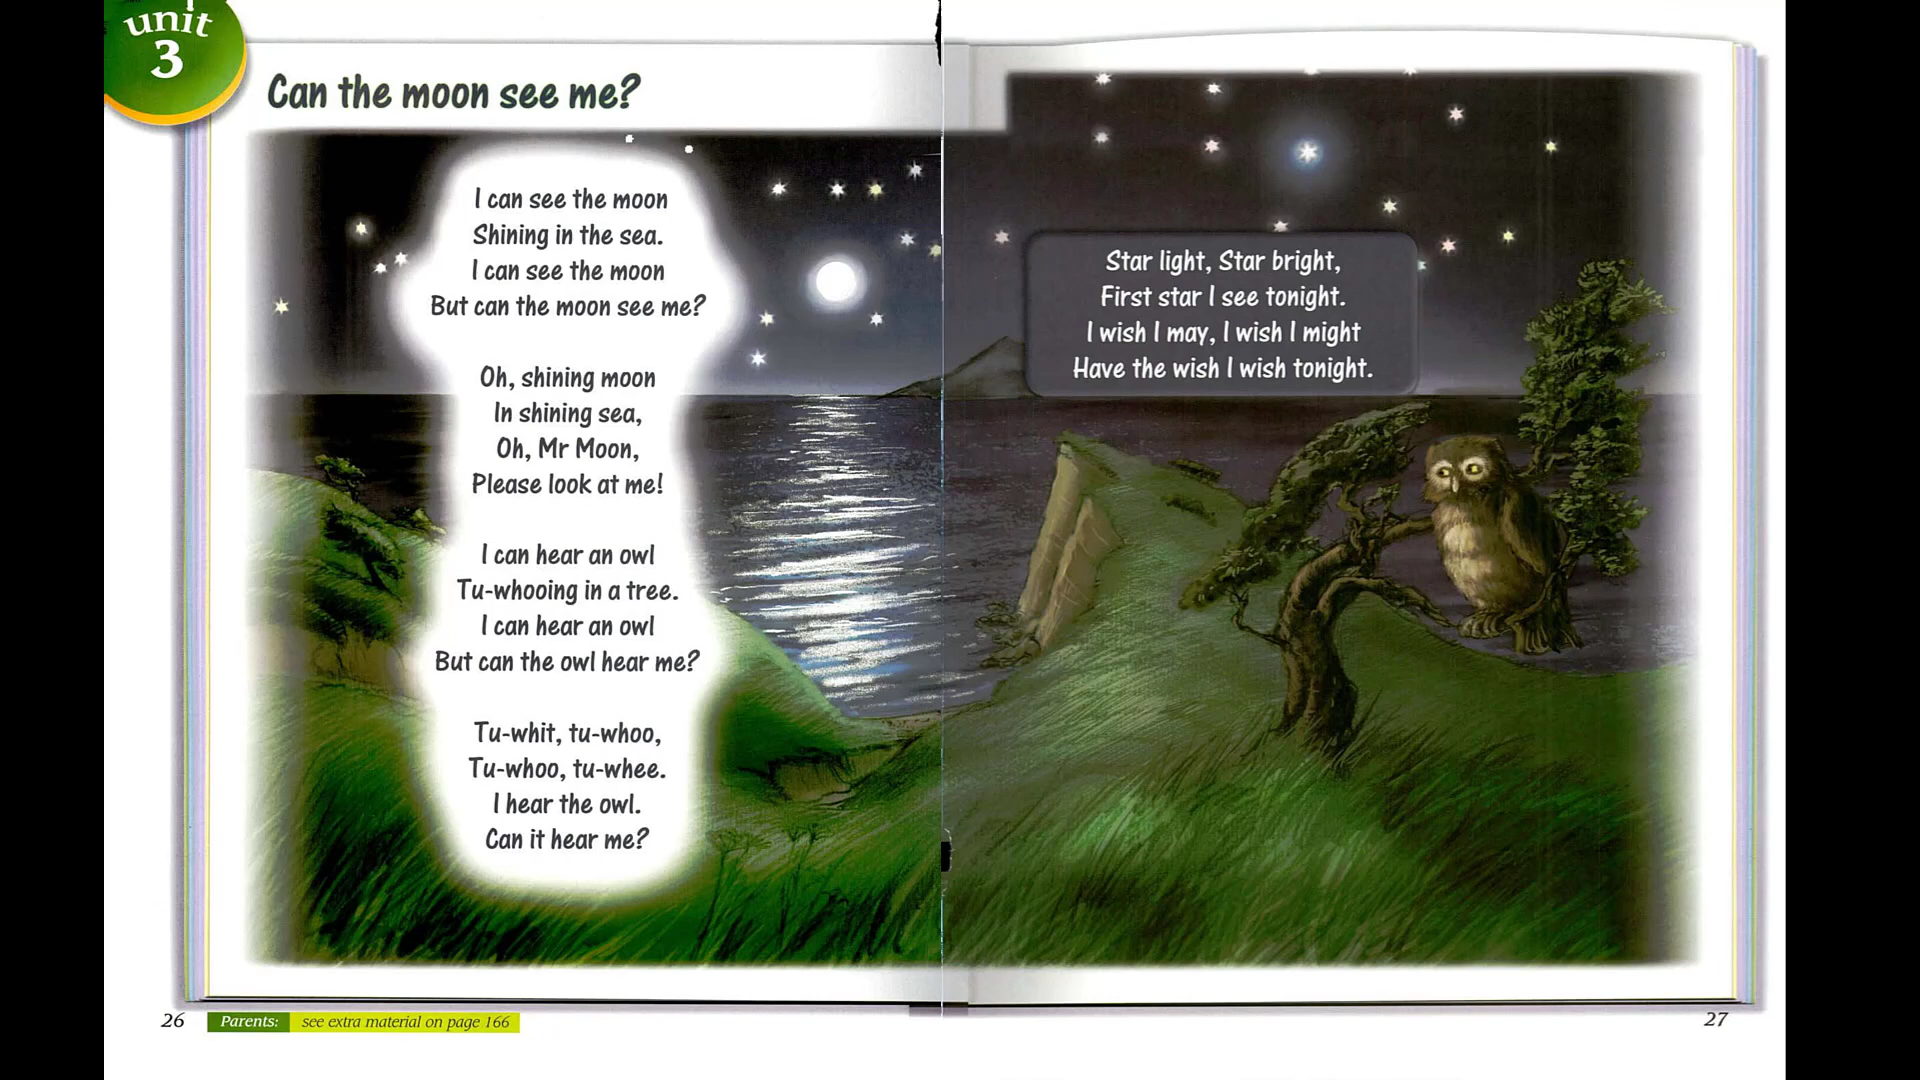 unit
3
Can the moon see me?
I can see the moon
Shining in the sea.
I can see the moon
But can the moon see me?
Oh, shining moon
In shining sea,
Oh, Mr Moon,
Please look at me!
I can hear an owl
Tu-whooing in a tree.
I can hear an owl
But can the owl hear me?
Tu-whit, tu-whoo,
Tu-whoo, tu-whee.
I hear the owl.
Can it hear me?
26
Parents: see extra material on page 166
Star light, Star bright,
First star I see tonight.
I wish I may, I wish I might
Have the wish I wish tonight.
27